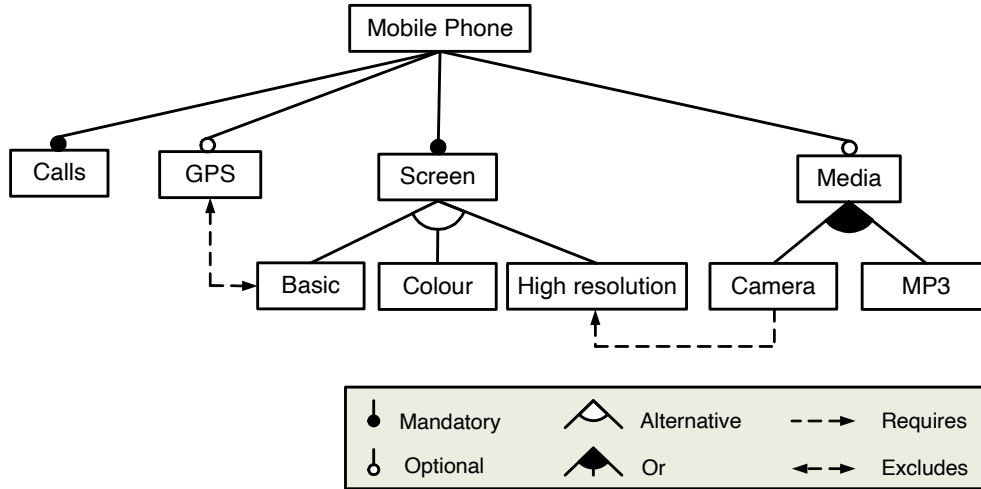 Mobile Phone
Calls
GPS
Screen
Media
Basic
Colour
High resolution
Camera
MP3
Mandatory
Alternative
Requires
Optional
Or
Excludes